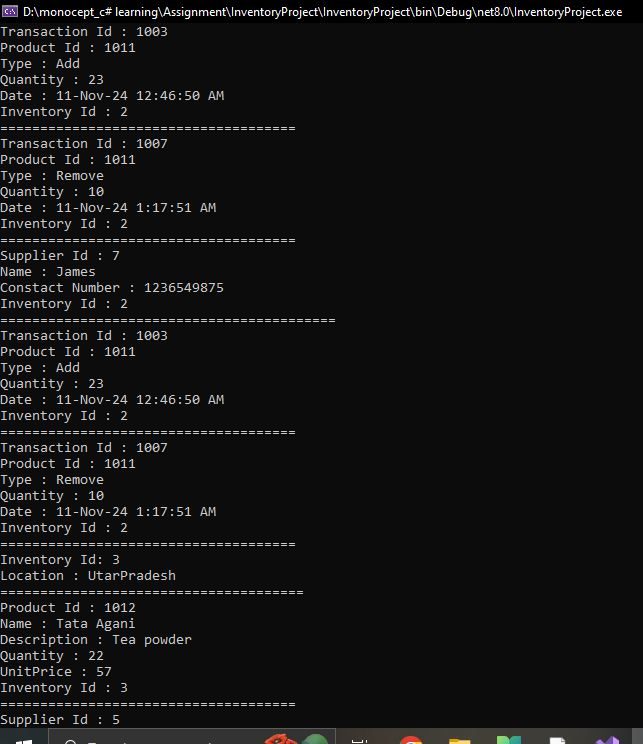 D:\monocept_c# learning\Assignment\InventoryProject\InventoryProject\bin\Debug\net8.0\InventoryProject.exe
Transaction Id : 1003
Product Id : 1011
Type : Add
Quantity : 23
Date : 11-Nov-24 12:46:50 AM
Inventory Id : 2
=====================================
Transaction Id : 1007
Product Id : 1011
Type : Remove
Quantity : 10
Date : 11-Nov-24 1:17:51 AM
Inventory Id : 2
=====================================
Supplier Id : 7
Name : James
Constact Number : 1236549875
Inventory Id : 2
==========================================
Transaction Id : 1003
Product Id : 1011
Type : Add
Quantity : 23
Date : 11-Nov-24 12:46:50 AM
Inventory Id : 2
=====================================
Transaction Id : 1007
Product Id : 1011
Type : Remove
Quantity : 10
Date : 11-Nov-24 1:17:51 AM
Inventory Id : 2
=====================================
Inventory Id: 3
Location : UtarPradesh
======================================
Product Id : 1012
Name : Tata Agani
Description : Tea powder
Quantity : 22
UnitPrice : 57
Inventory Id : 3
=====================================
Supplier Id : 5